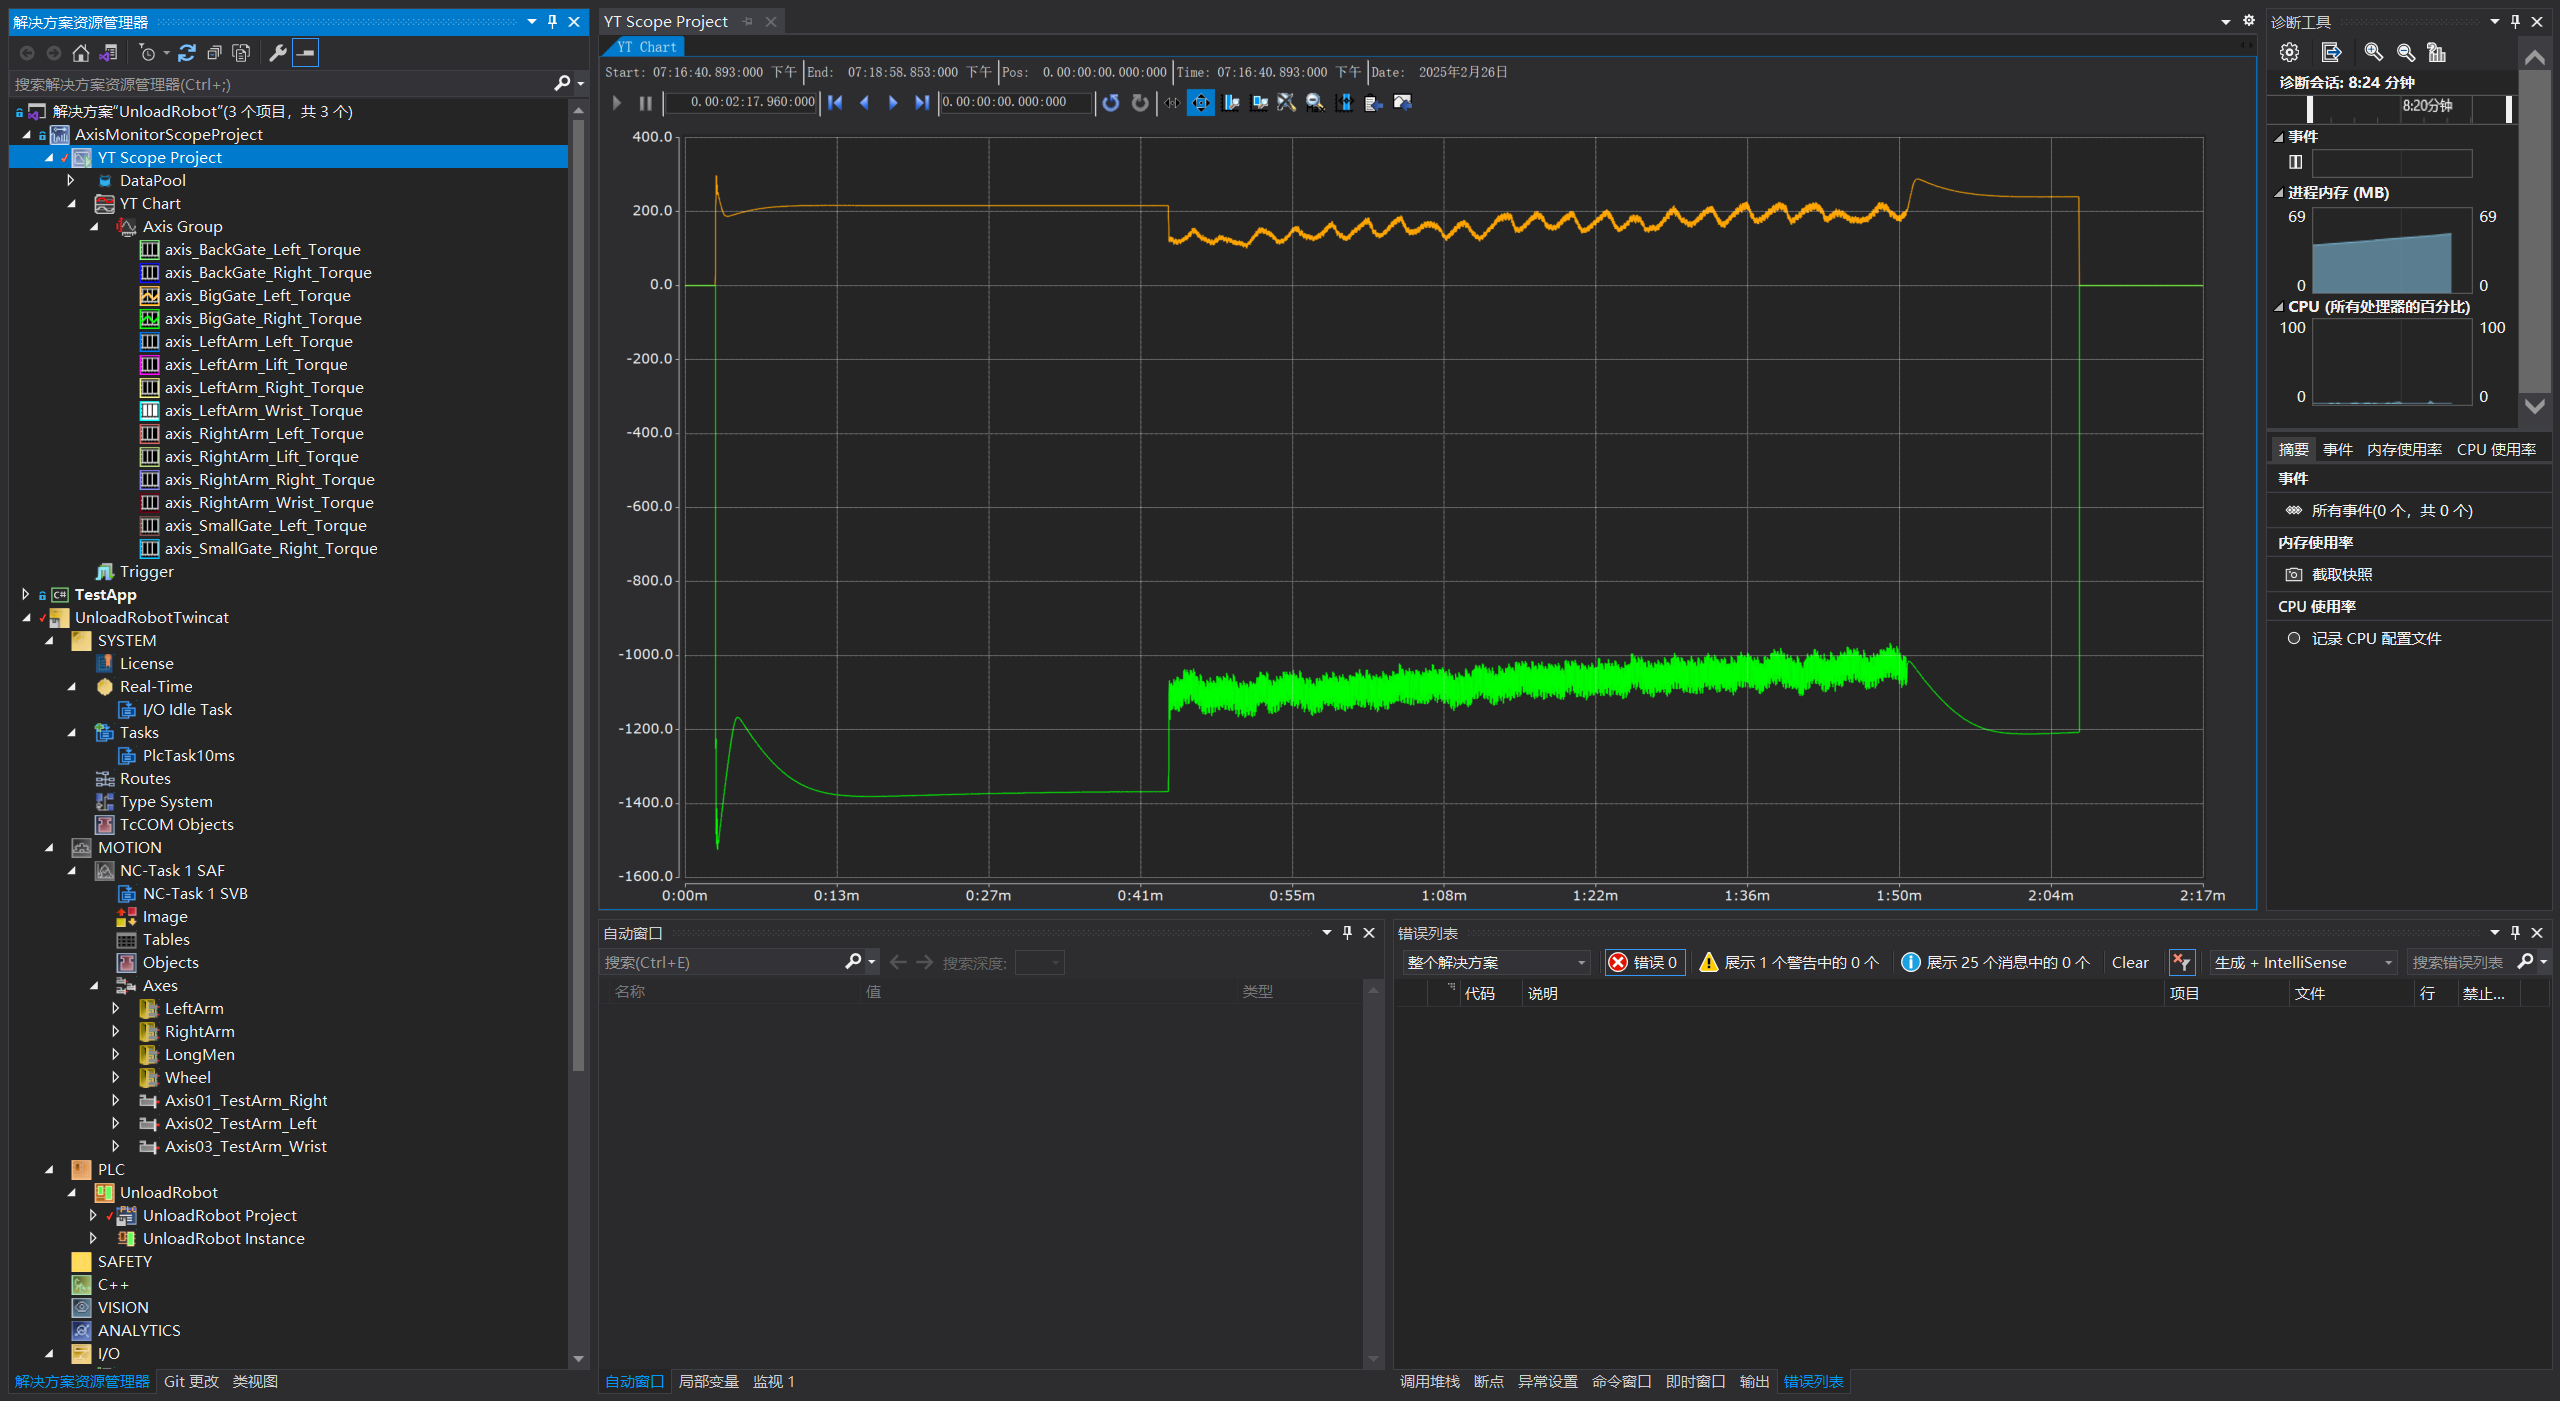 解决方案资源管理器
搜索解决方案资源管理器(Ctrl+;)
解决方案"UnloadRobot"(3 个项目，共 3 个)
AxisMonitorScopeProject
YT Scope Project
DataPool
YT Chart
Axis Group
axis_BackGate_Left_Torque
axis_BackGate_Right_Torque
axis_BigGate_Left_Torque
axis_BigGate_Right_Torque
axis_LeftArm_Left_Torque
axis_LeftArm_Lift_Torque
axis_LeftArm_Right_Torque
axis_LeftArm_Wrist_Torque
axis_RightArm_Left_Torque
axis_RightArm_Lift_Torque
axis_RightArm_Right_Torque
axis_RightArm_Wrist_Torque
axis_SmallGate_Left_Torque
axis_SmallGate_Right_Torque
Trigger
TestApp
UnloadRobotTwincat
SYSTEM
License
Real-Time
I/O Idle Task
Tasks
PlcTask10ms
Routes
Type System
TcCOM Objects
MOTION
NC-Task 1 SAF
NC-Task 1 SVB
Image
Tables
Objects
Axes
LeftArm
RightArm
LongMen
Wheel
Axis01_TestArm_Right
Axis02_TestArm_Left
Axis03_TestArm_Wrist
PLC
UnloadRobot
UnloadRobot Project
UnloadRobot Instance
SAFETY
C++
VISION
ANALYTICS
I/O
解决方案资源管理器 Git 更改 类视图
YT Scope Project
YT Chart
Start: 07:16:40.893:000 下午 End: 07:18:58.853:000 下午 Pos: 0.00:00:00.000:000 Time: 07:16:40.893:000 下午 Date: 2025年2月26日
0.00:02:17.960:000 0.00:00:00.000:000
400.0
200.0
0.0
-200.0
-400.0
-600.0
-800.0
-1000.0
-1200.0
-1400.0
-1600.0
0:00m 0:13m 0:27m 0:41m 0:55m 1:08m 1:22m 1:36m 1:50m 2:04m 2:17m
自动窗口
搜索(Ctrl+E) 搜索深度:
名称 值 类型
自动窗口 局部变量 监视 1
错误列表
整个解决方案 错误 0 展示 1 个警告中的 0 个 展示 25 个消息中的 0 个 Clear 生成 + IntelliSense 搜索错误列表
代码 说明 项目 文件 行 禁止...
调用堆栈 断点 异常设置 命令窗口 即时窗口 输出 错误列表
诊断工具
诊断会话: 8:24 分钟
8:20分钟
事件
进程内存 (MB)
69 69
0 0
CPU (所有处理器的百分比)
100 100
0 0
摘要 事件 内存使用率 CPU 使用率
事件
所有事件(0 个，共 0 个)
内存使用率
截取快照
CPU 使用率
记录 CPU 配置文件